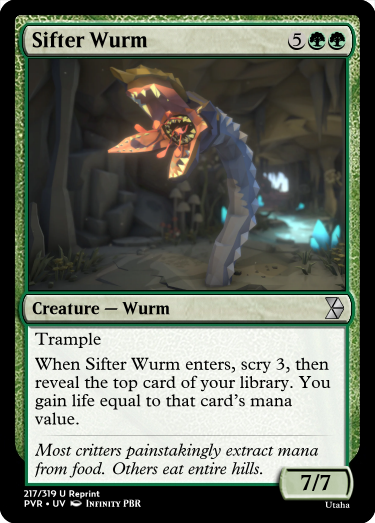 Sifter Wurm 5
Creature — Wurm
Trample
When Sifter Wurm enters, scry 3, then
reveal the top card of your library. You
gain life equal to that card's mana
value.
Most critters painstakingly extract mana
from food. Others eat entire hills.
7/7
217/319 U Reprint
PVR • UV Infinity PBR
Utaha